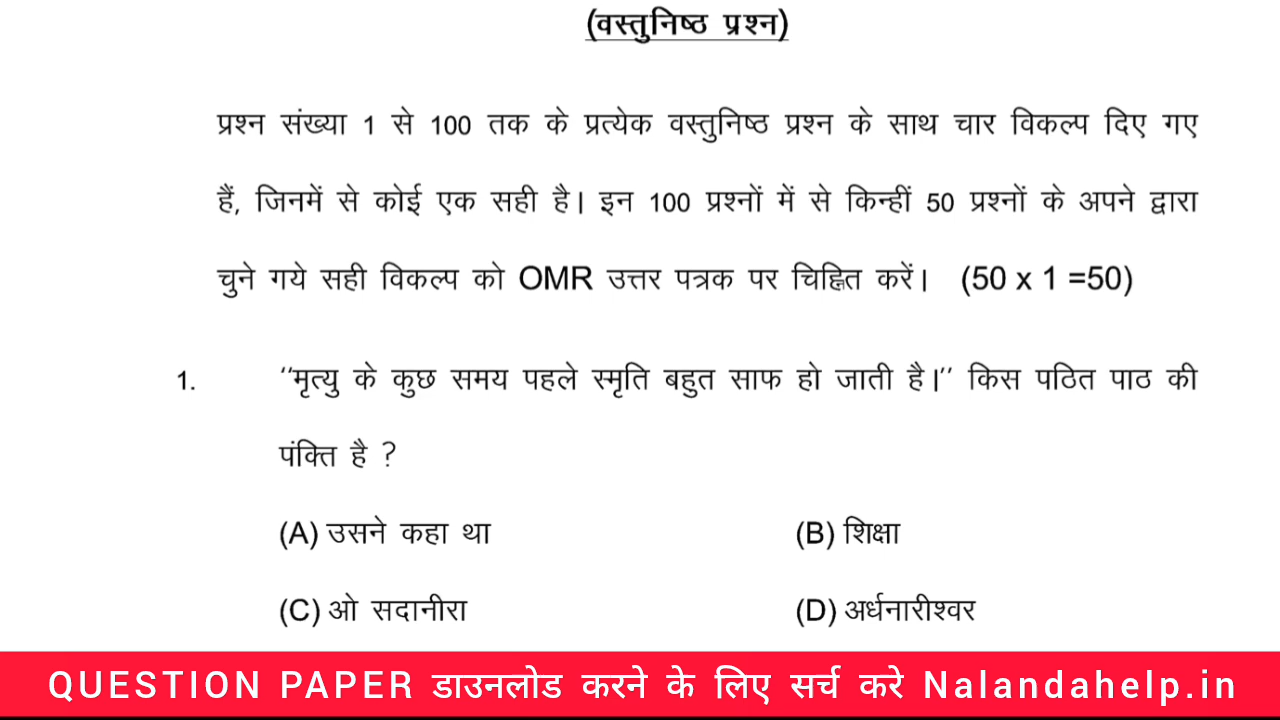 (वस्तुनिष्ठ प्रश्न)
प्रश्न संख्या 1 से 100 तक के प्रत्येक वस्तुनिष्ठ प्रश्न के साथ चार विकल्प दिए गए
हैं, जिनमें से कोई एक सही है। इन 100 प्रश्नों में से किन्हीं 50 प्रश्नों के अपने द्वारा
चुने गये सही विकल्प को OMR उत्तर पत्रक पर चिह्नित करें। (50 x 1 =50)
1. ‘‘मृत्यु के कुछ समय पहले स्मृति बहुत साफ हो जाती है।’’ किस पठित पाठ की
पंक्ति है ?
(A) उसने कहा था (B) शिक्षा
(C) ओ सदानीरा (D) अर्धनारीश्वर
QUESTION PAPER डाउनलोड करने के लिए सर्च करे Nalandahelp.in